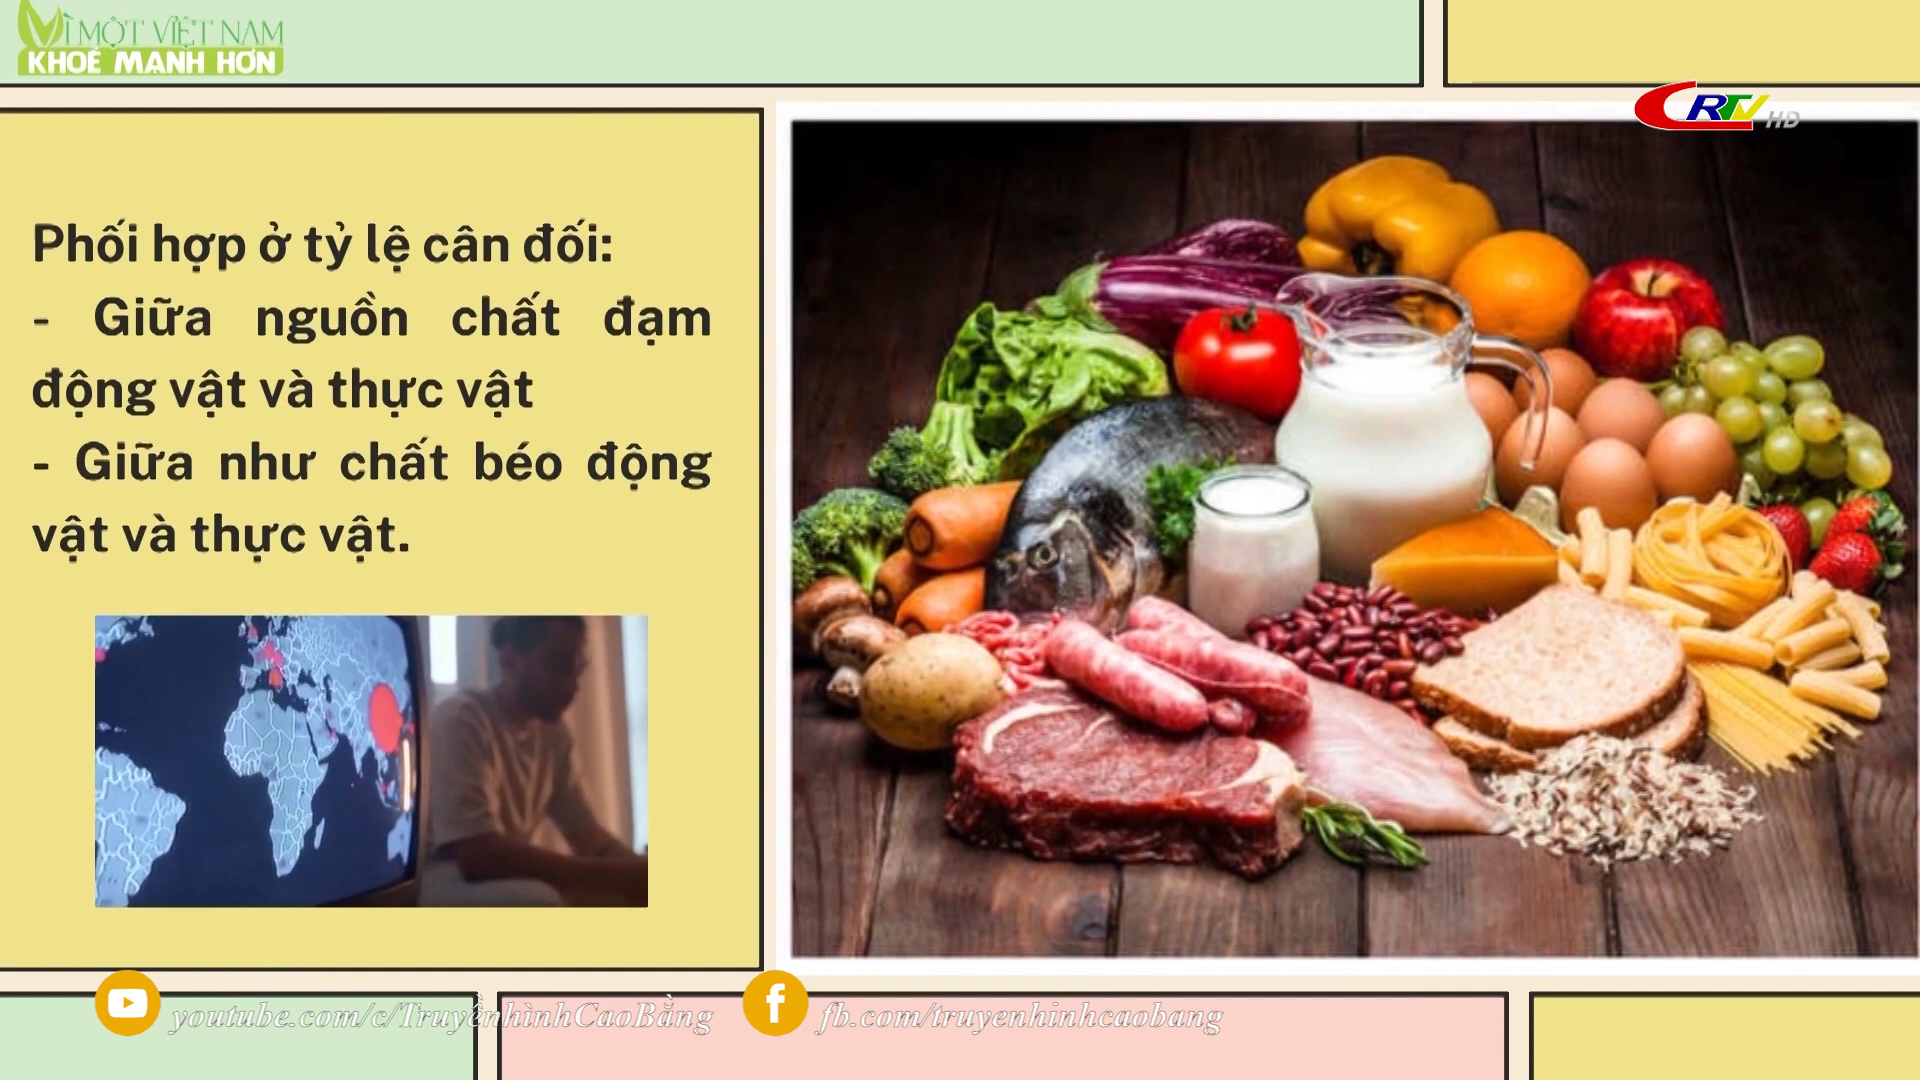 VÌ MỘT VIỆT NAM
KHOẺ MẠNH HƠN
CRTV HD
Phối hợp ở tỷ lệ cân đối:
- Giữa nguồn chất đạm
động vật và thực vật
- Giữa như chất béo động
vật và thực vật.
youtube.com/c/TruyềnhìnhCaoBằng
fb.com/truyenhinhcaobang